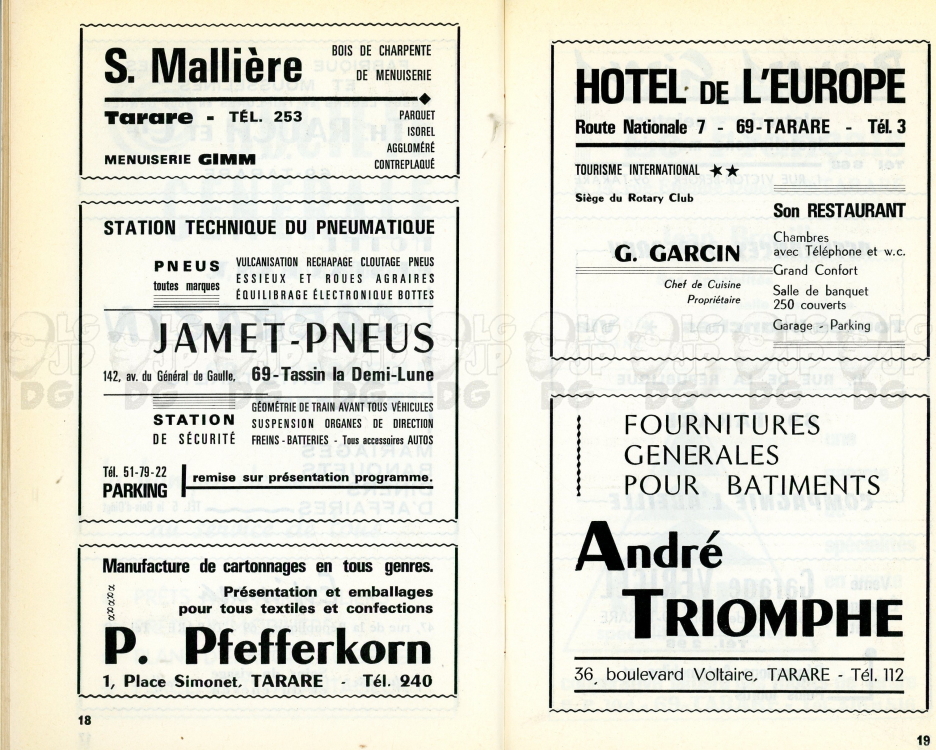 S. Mallière
BOIS DE CHARPENTE
DE MENUISERIE
Tarare - TÉL. 253
MENUISERIE GIMM
PARQUET
ISOREL
AGGLOMÉRÉ
CONTREPLAQUÉ
STATION TECHNIQUE DU PNEUMATIQUE
PNEUS
toutes marques
VULCANISATION RECHAPAGE CLOUTAGE PNEUS
ESSIEUX ET ROUES AGRAIRES
ÉQUILIBRAGE ÉLECTRONIQUE BOTTES
JAMET-PNEUS
142, av. du Général de Gaulle, 69-Tassin la Demi-Lune
STATION
DE SÉCURITÉ
GÉOMÉTRIE DE TRAIN AVANT TOUS VÉHICULES
SUSPENSION ORGANES DE DIRECTION
FREINS - BATTERIES - Tous accessoires AUTOS
Tél. 51-79-22
PARKING
remise sur présentation programme.
Manufacture de cartonnages en tous genres.
Présentation et emballages
pour tous textiles et confections
P. Pfefferkorn
1, Place Simonet, TARARE - Tél. 240
18
HOTEL DE L'EUROPE
Route Nationale 7 - 69-TARARE - Tél. 3
TOURISME INTERNATIONAL ★★
Siège du Rotary Club
G. GARCIN
Chef de Cuisine
Propriétaire
Son RESTAURANT
Chambres
avec Téléphone et w.c.
Grand Confort
Salle de banquet
250 couverts
Garage - Parking
FOURNITURES
GENERALES
POUR BATIMENTS
André
TRIOMPHE
36, boulevard Voltaire, TARARE - Tél. 112
19